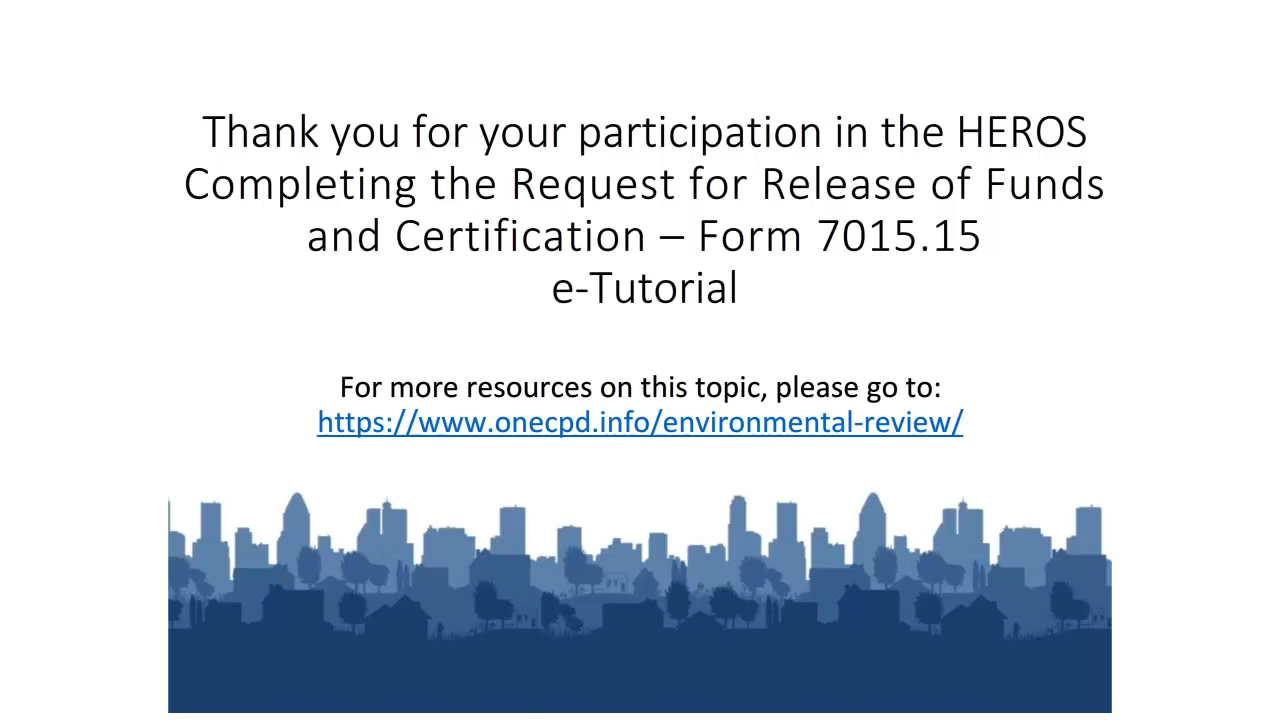 Thank you for your participation in the HEROS
Completing the Request for Release of Funds
and Certification – Form 7015.15
e-Tutorial
For more resources on this topic, please go to:
https://www.onecpd.info/environmental-review/